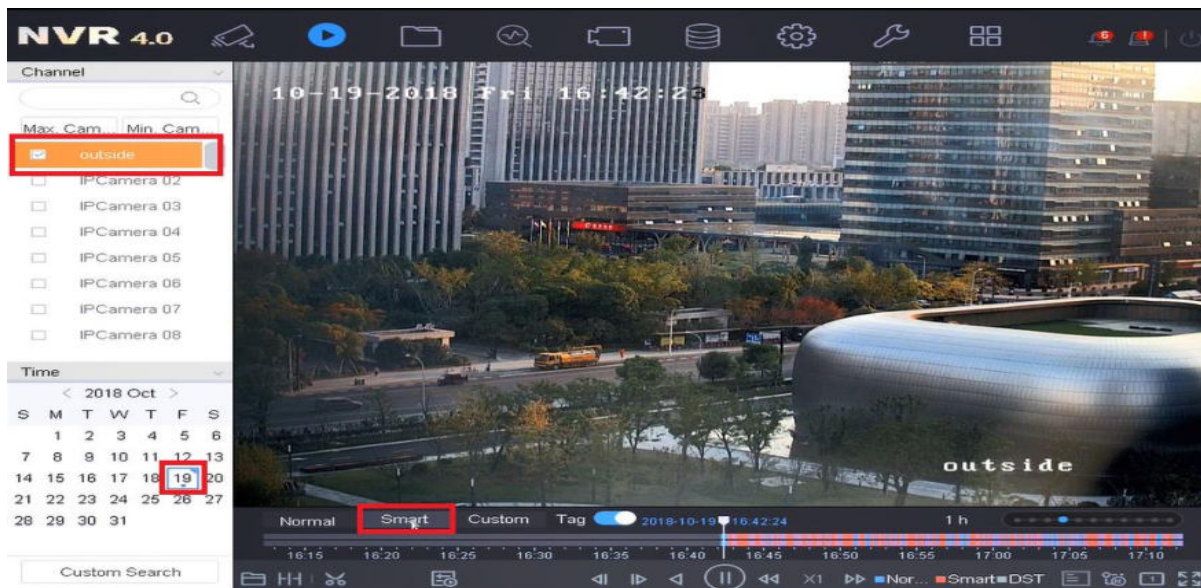 NVR 4.0
6
!
Channel
Max. Cam... Min. Cam...
outside
IPCamera 02
IPCamera 03
IPCamera 04
IPCamera 05
IPCamera 06
IPCamera 07
IPCamera 08
Time
< 2018 Oct >
S M T W T F S
1 2 3 4 5 6
7 8 9 10 11 12 13
14 15 16 17 18 19 20
21 22 23 24 25 26 27
28 29 30 31
Custom Search
10-19-2018 Fri 16:42:23
outside
Normal Smart Custom Tag 2018-10-19 16:42:24 1 h
16:15 16:20 16:25 16:30 16:35 16:40 16:45 16:50 16:55 17:00 17:05 17:10
X1 Nor... Smart DST